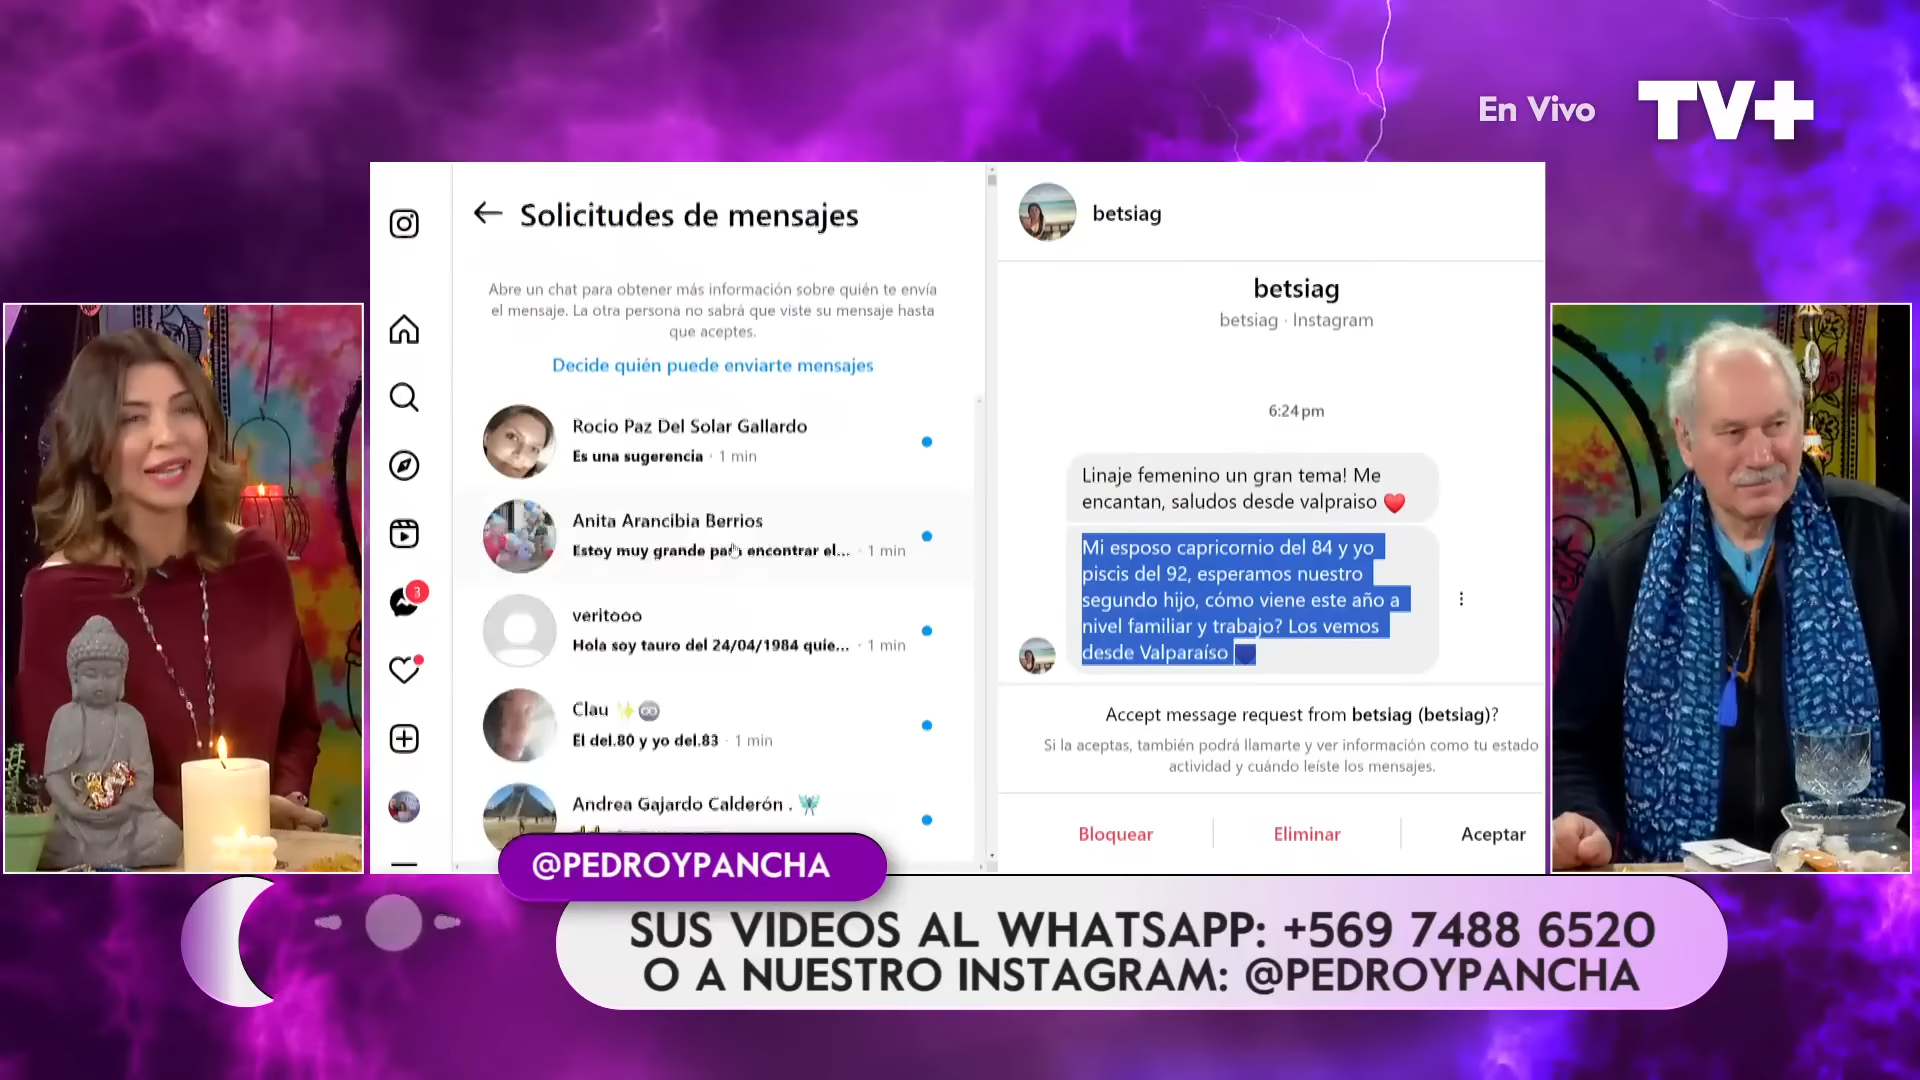 En Vivo TV+
Solicitudes de mensajes
Abre un chat para obtener más información sobre quién te envía
el mensaje. La otra persona no sabrá que viste su mensaje hasta
que aceptes.
Decide quién puede enviarte mensajes
Rocio Paz Del Solar Gallardo
Es una sugerencia · 1 min
Anita Arancibia Berrios
Estoy muy grande para encontrar el... · 1 min
veritooo
Hola soy tauro del 24/04/1984 quie... · 1 min
Clau ✨♾️
El del.80 y yo del.83 · 1 min
Andrea Gajardo Calderón . 🦋
3
betsiag
betsiag
betsiag · Instagram
6:24 pm
Linaje femenino un gran tema! Me
encantan, saludos desde valpraiso ❤️
Mi esposo capricornio del 84 y yo
piscis del 92, esperamos nuestro
segundo hijo, cómo viene este año a
nivel familiar y trabajo? Los vemos
desde Valparaíso 💙
Accept message request from betsiag (betsiag)?
Si la aceptas, también podrá llamarte y ver información como tu estado
actividad y cuándo leíste los mensajes.
Bloquear Eliminar Aceptar
@PEDROYPANCHA
SUS VIDEOS AL WHATSAPP: +569 7488 6520
O A NUESTRO INSTAGRAM: @PEDROYPANCHA